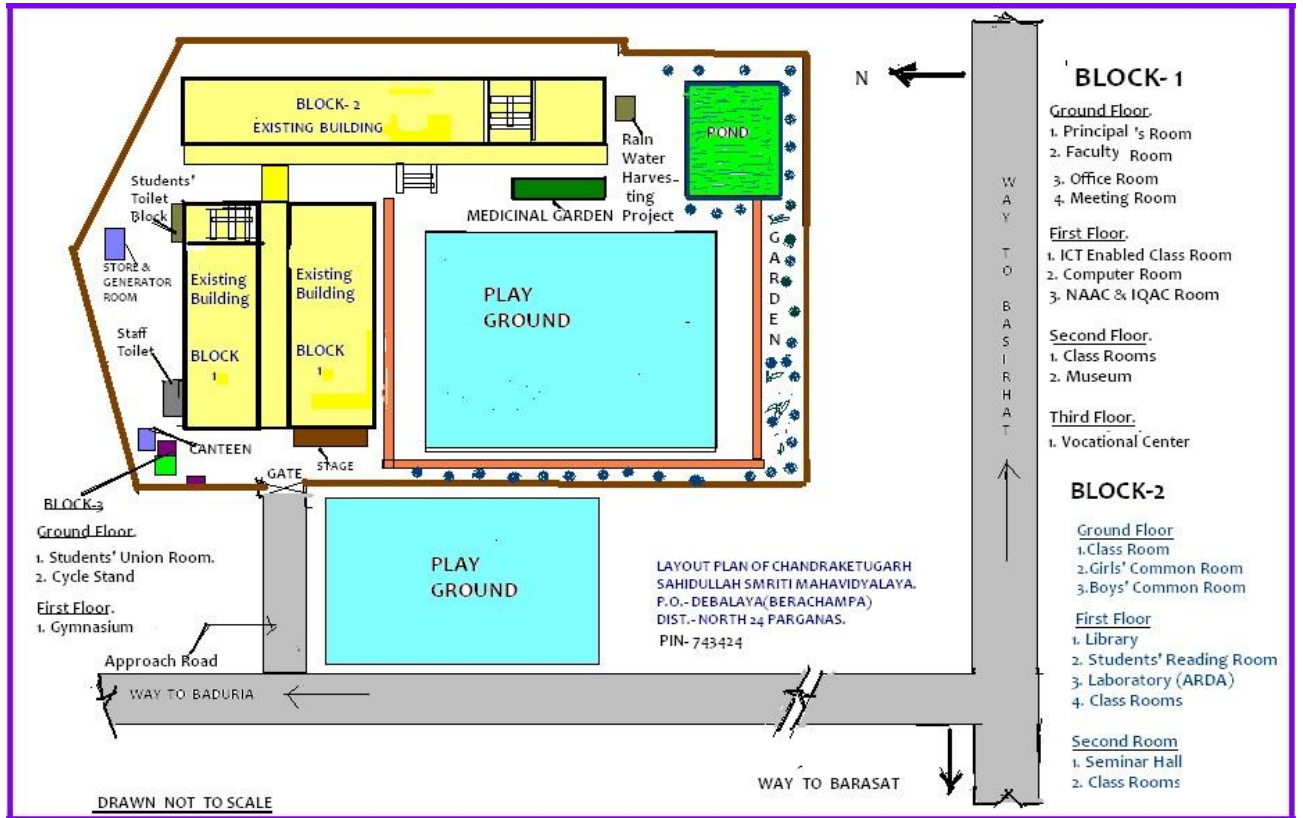 BLOCK- 2
EXISTING BUILDING
Students'
Toilet
Block
STORE &
GENERATOR
ROOM
Staff
Toilet
Existing
Building
BLOCK
1
Existing
Building
BLOCK
1
CANTEEN
STAGE
GATE
MEDICINAL GARDEN
Rain
Water
Harves-
ting
Project
POND
GARDEN
PLAY
GROUND
PLAY
GROUND
N
WAY TO BASIRHAT
BLOCK-3
Ground Floor.
1. Students' Union Room.
2. Cycle Stand
First Floor.
1. Gymnasium
Approach Road
WAY TO BADURIA
WAY TO BARASAT
DRAWN NOT TO SCALE
LAYOUT PLAN OF CHANDRAKETUGARH
SAHIDULLAH SMRITI MAHAVIDYALAYA.
P.O.- DEBALAYA(BERACHAMPA)
DIST.- NORTH 24 PARGANAS.
PIN- 743424
BLOCK- 1
Ground Floor.
1. Principal 's Room
2. Faculty Room
3. Office Room
4. Meeting Room
First Floor.
1. ICT Enabled Class Room
2. Computer Room
3. NAAC & IQAC Room
Second Floor.
1. Class Rooms
2. Museum
Third Floor.
1. Vocational Center
BLOCK-2
Ground Floor
1.Class Room
2.Girls' Common Room
3.Boys' Common Room
First Floor
1. Library
2. Students' Reading Room
3. Laboratory (ARDA)
4. Class Rooms
Second Room
1. Seminar Hall
2. Class Rooms